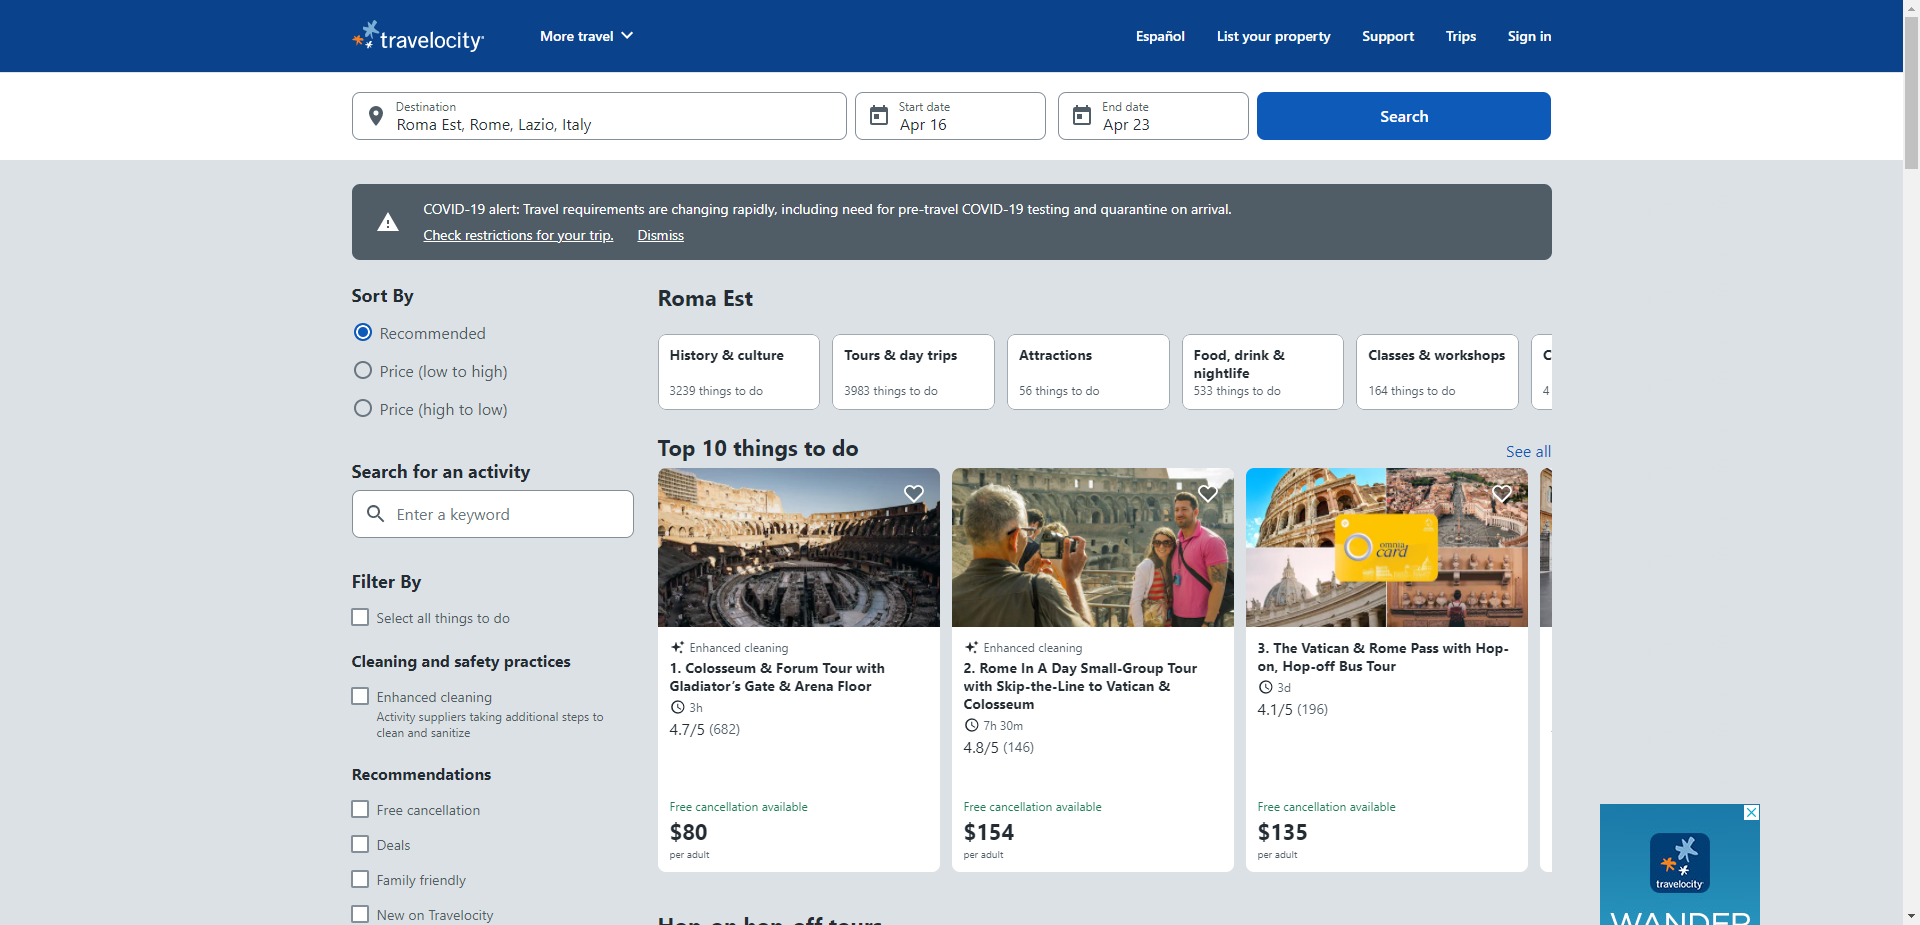 travelocity
More travel
Español
List your property
Support
Trips
Sign in
Destination
Roma Est, Rome, Lazio, Italy
Start date
Apr 16
End date
Apr 23
Search
COVID-19 alert: Travel requirements are changing rapidly, including need for pre-travel COVID-19 testing and quarantine on arrival.
Check restrictions for your trip. Dismiss
Sort By
Recommended
Price (low to high)
Price (high to low)
Search for an activity
Enter a keyword
Filter By
Select all things to do
Cleaning and safety practices
Enhanced cleaning
Activity suppliers taking additional steps to
clean and sanitize
Recommendations
Free cancellation
Deals
Family friendly
New on Travelocity
Roma Est
History & culture
3239 things to do
Tours & day trips
3983 things to do
Attractions
56 things to do
Food, drink &
nightlife
533 things to do
Classes & workshops
164 things to do
C
4
Top 10 things to do
See all
Enhanced cleaning
1. Colosseum & Forum Tour with
Gladiator's Gate & Arena Floor
3h
4.7/5 (682)
Free cancellation available
$80
per adult
Enhanced cleaning
2. Rome In A Day Small-Group Tour
with Skip-the-Line to Vatican &
Colosseum
7h 30m
4.8/5 (146)
Free cancellation available
$154
per adult
omnia
card
3. The Vatican & Rome Pass with Hop-
on, Hop-off Bus Tour
3d
4.1/5 (196)
Free cancellation available
$135
per adult
Hop-on hop-off tours
travelocity
WANDER